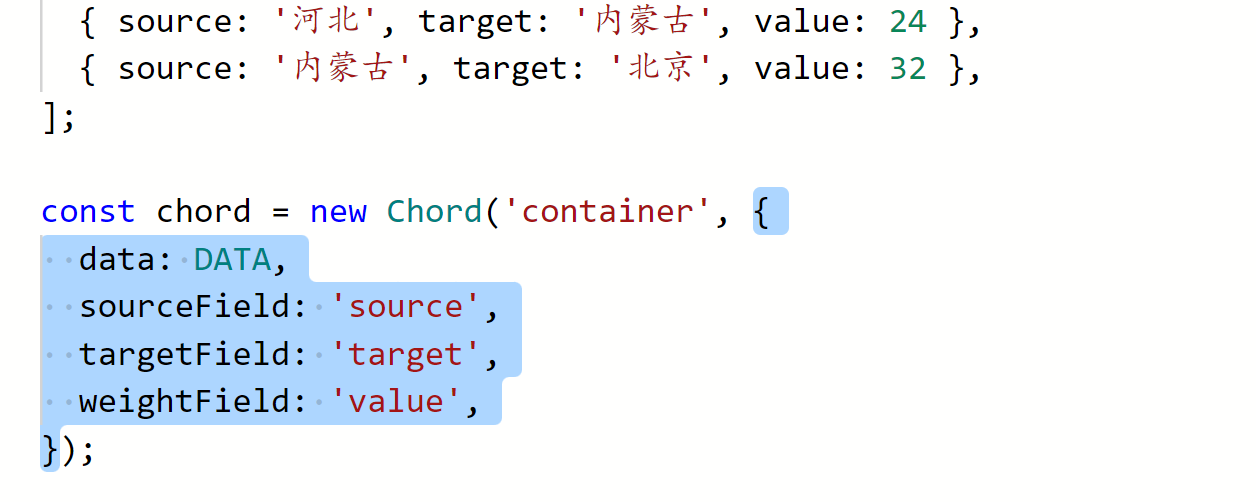 { source: '河北', target: '内蒙古', value: 24 },
{ source: '内蒙古', target: '北京', value: 32 },
];
const chord = new Chord('container', {
data: DATA,
sourceField: 'source',
targetField: 'target',
weightField: 'value',
});